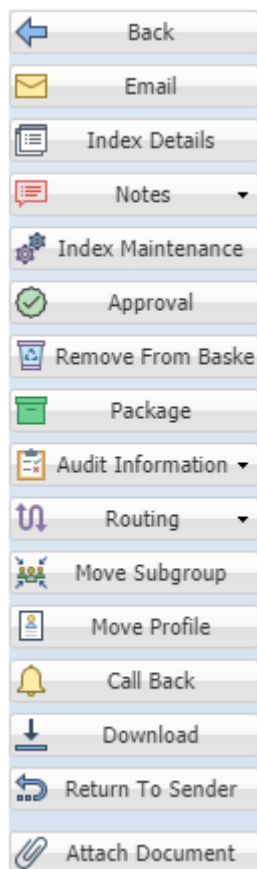 Back
Email
Index Details
Notes
Index Maintenance
Approval
Remove From Baske
Package
Audit Information
Routing
Move Subgroup
Move Profile
Call Back
Download
Return To Sender
Attach Document